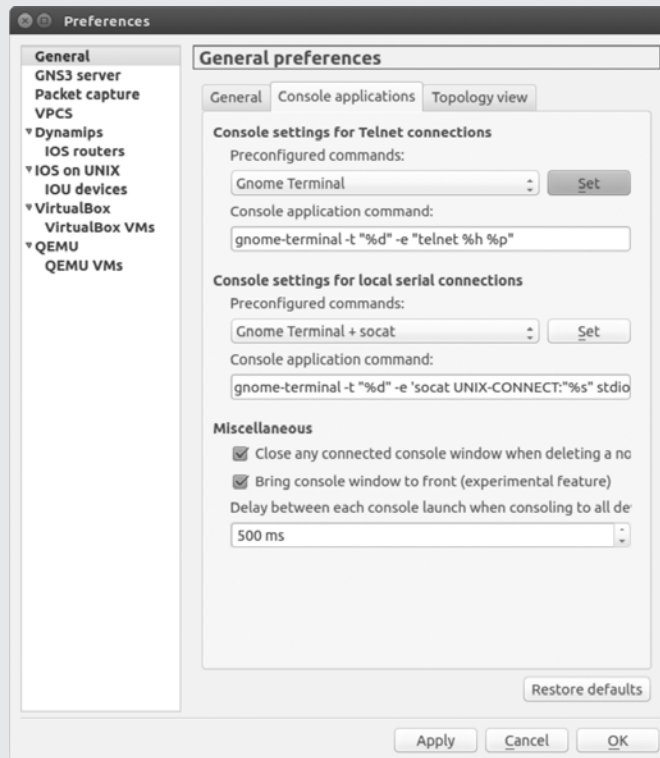 Preferences
General
GNS3 server
Packet capture
VPCS
Dynamips
IOS routers
IOS on UNIX
IOU devices
VirtualBox
VirtualBox VMs
QEMU
QEMU VMs
General preferences
General Console applications Topology view
Console settings for Telnet connections
Preconfigured commands:
Gnome Terminal Set
Console application command:
gnome-terminal -t "%d" -e "telnet %h %p"
Console settings for local serial connections
Preconfigured commands:
Gnome Terminal + socat Set
Console application command:
gnome-terminal -t "%d" -e 'socat UNIX-CONNECT:"%s" stdio
Miscellaneous
Close any connected console window when deleting a no
Bring console window to front (experimental feature)
Delay between each console launch when consoling to all de
500 ms
Restore defaults
Apply Cancel OK